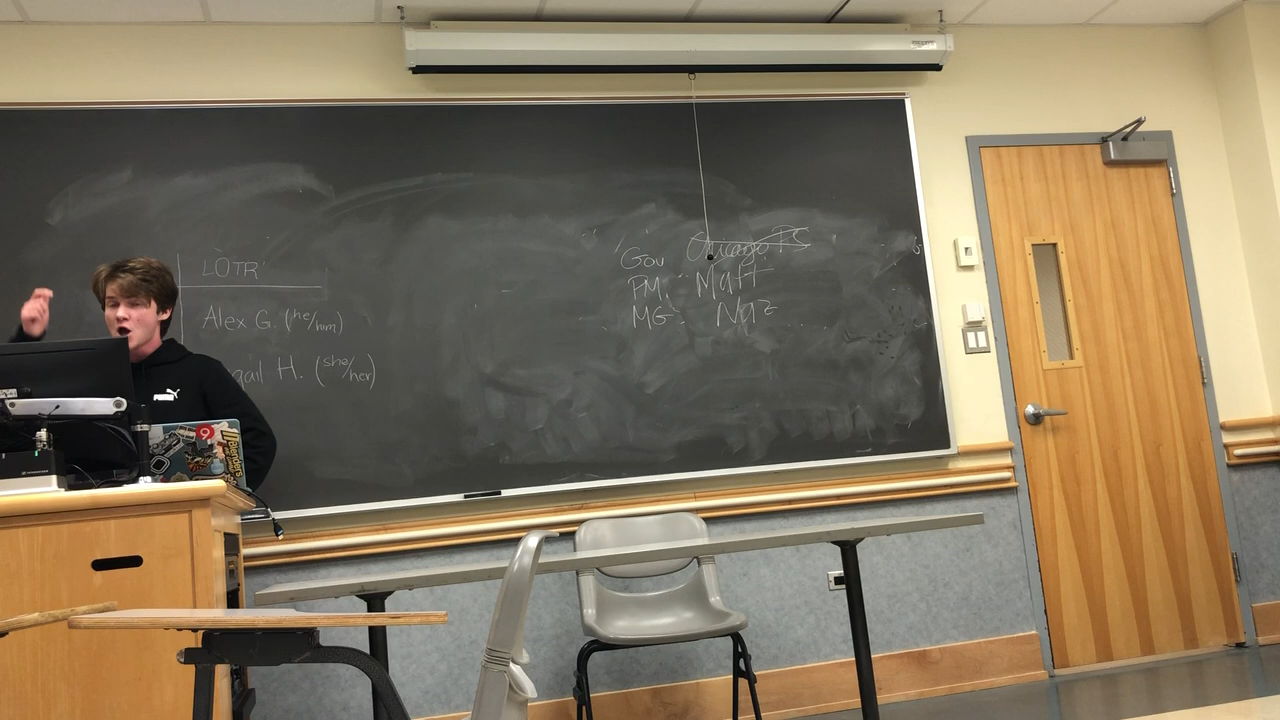 LOTR
Alex G. (he/him)
gail H. (she/her)
Gov Chicago PS
PM. Matt
MG: Naz
PUMA